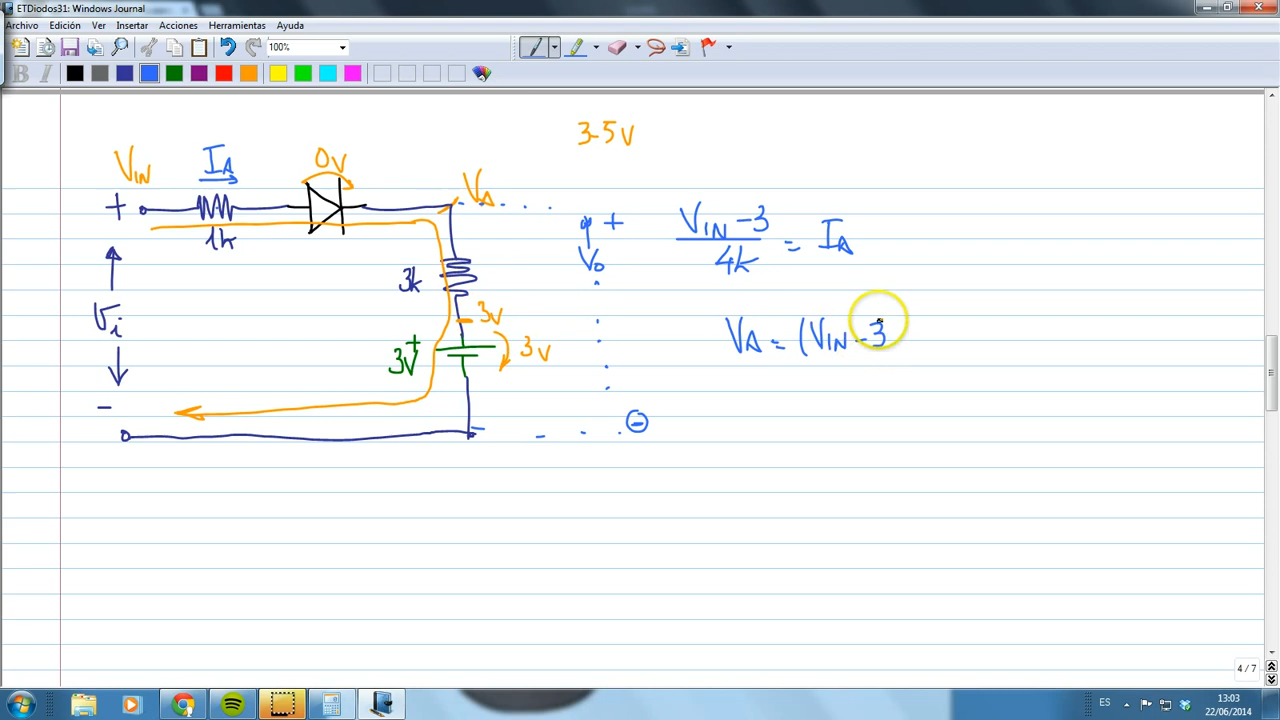 ETDiodos31: Windows Journal
Archivo Edición Ver Insertar Acciones Herramientas Ayuda
100%
B I
3-5V
VIN
IA
0V
VA
+
1k
+
VIN -3
4k
= IA
Vo
3k
Vi
3V
+
3V
3V
VA = (VIN -3
-
-
4 / 7
ES
13:03
22/06/2014